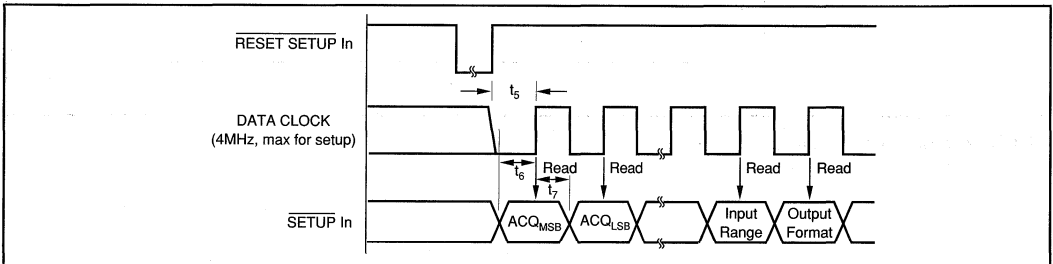 RESET SETUP In
t5
DATA CLOCK
(4MHz, max for setup)
t6
Read
Read
Read
Read
t7
SETUP In
ACQMSB
ACQLSB
Input
Range
Output
Format